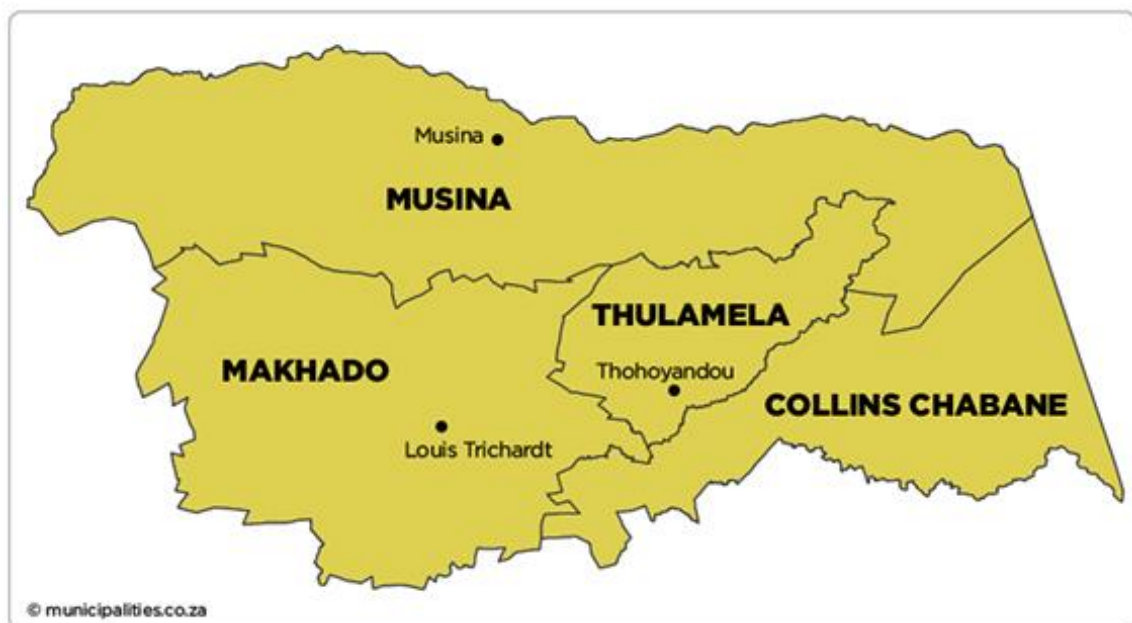 Musina
MUSINA
THULAMELA
MAKHADO
Thohoyandou
COLLINS CHABANE
Louis Trichardt
© municipalities.co.za